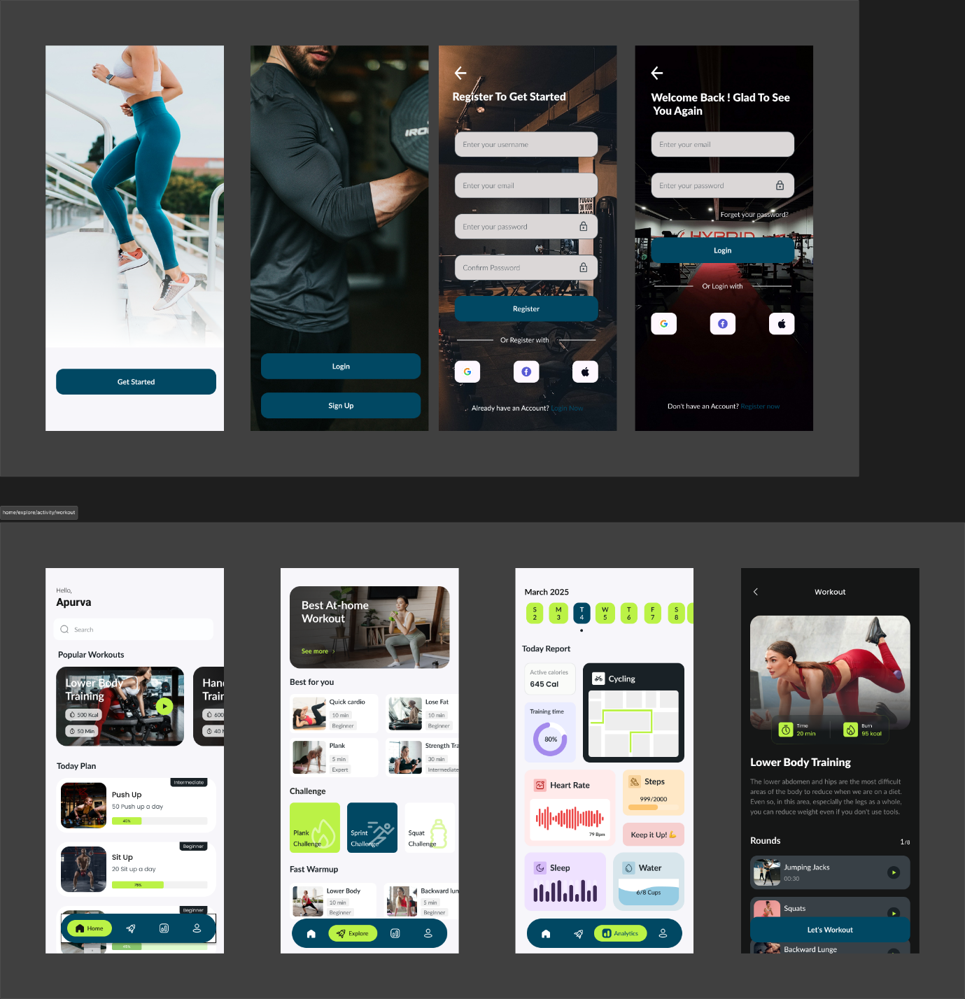 Get Started
IRO
Login
Sign Up
Register To Get Started
Enter your username
Enter your email
FOCUS
ON YOUR
Enter your password
Confirm Password
Register
Or Register with
G
f
Already have an Account? Login Now
Welcome Back ! Glad To See
You Again
Enter your email
Enter your password
Forget your password?
HYBRID
Login
Or Login with
G
f
Don't have an Account? Register now
home/explore/activity/workout
Hello,
Apurva
Search
Popular Workouts
Lower Body
Training
500 Kcal
50 Min
Hand
Train
600
40 M
Today Plan
Intermediate
Push Up
50 Push up a day
45%
Beginner
Sit Up
20 Sit up a day
75%
Beginner
Home
45%
Best At-home
Workout
See more
Best for you
Quick cardio
10 min
Beginner
Lose Fat
10 min
Beginner
Plank
5 min
Expert
Strength Tra
30 min
Intermediate
Challenge
Plank
Challenge
Sprint
Challenge
Squat
Challenge
Fast Warmup
Lower Body
10 min
Beginner
Backward lun
5 min
Beginner
Explore
March 2025
S M T W T F S
2 3 4 5 6 7 8
Today Report
Active calories
645 Cal
Cycling
Training time
80%
Heart Rate
79 Bpm
Steps
999/2000
Keep it Up! 💪
Sleep
Water
6/8 Cups
Analytics
Workout
Time
20 min
Burn
95 kcal
Lower Body Training
The lower abdomen and hips are the most difficult
areas of the body to reduce when we are on a diet.
Even so, in this area, especially the legs as a whole,
you can reduce weight even if you don't use tools.
Rounds
1/8
Jumping Jacks
00:30
Squats
Let's Workout
Backward Lunge